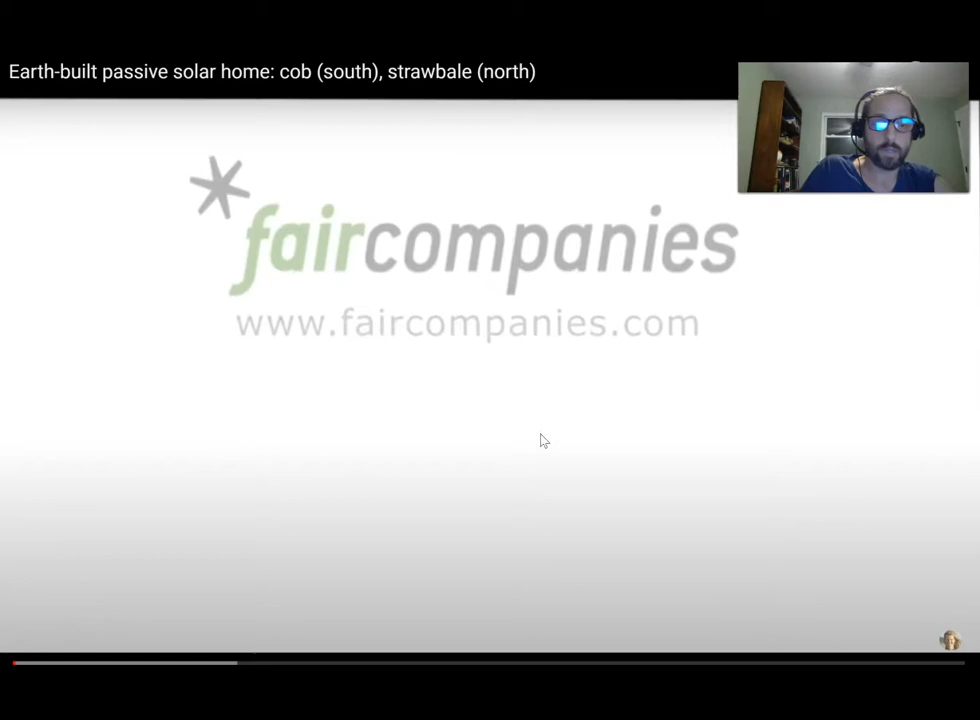 Earth-built passive solar home: cob (south), strawbale (north)
faircompanies
www.faircompanies.com